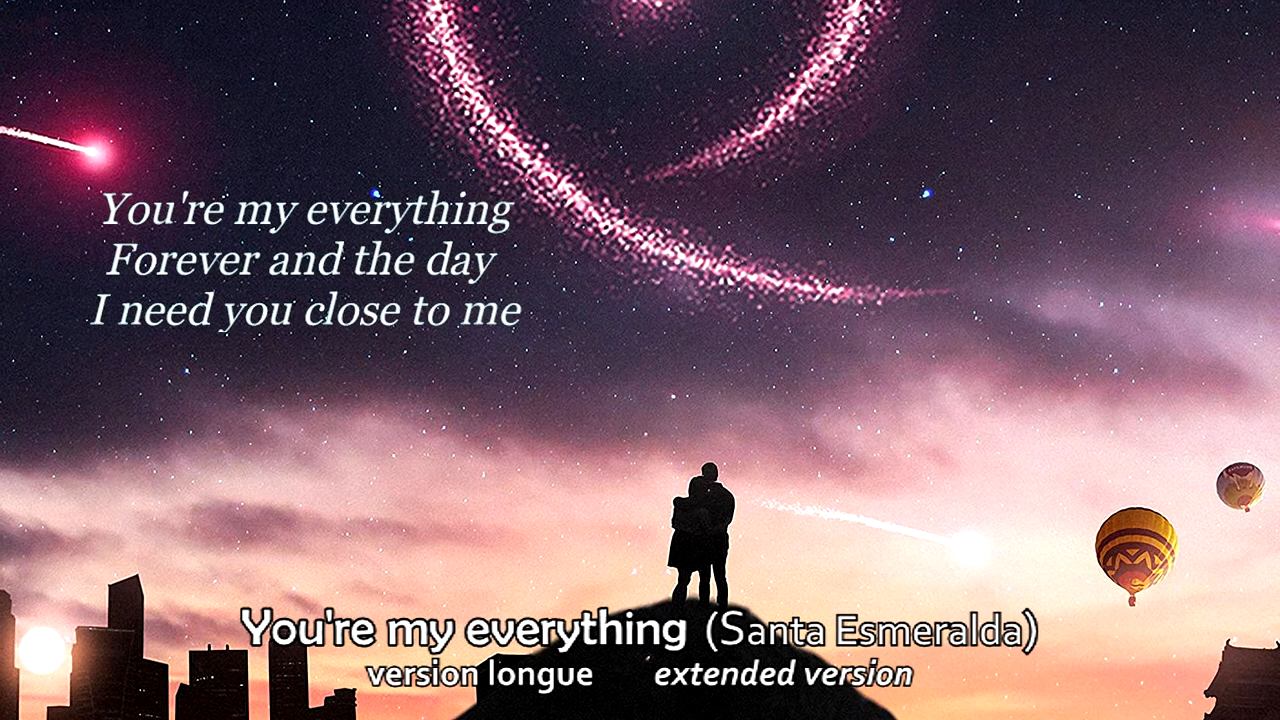 You're my everything
Forever and the day
I need you close to me
You're my everything (Santa Esmeralda)
version longue extended version